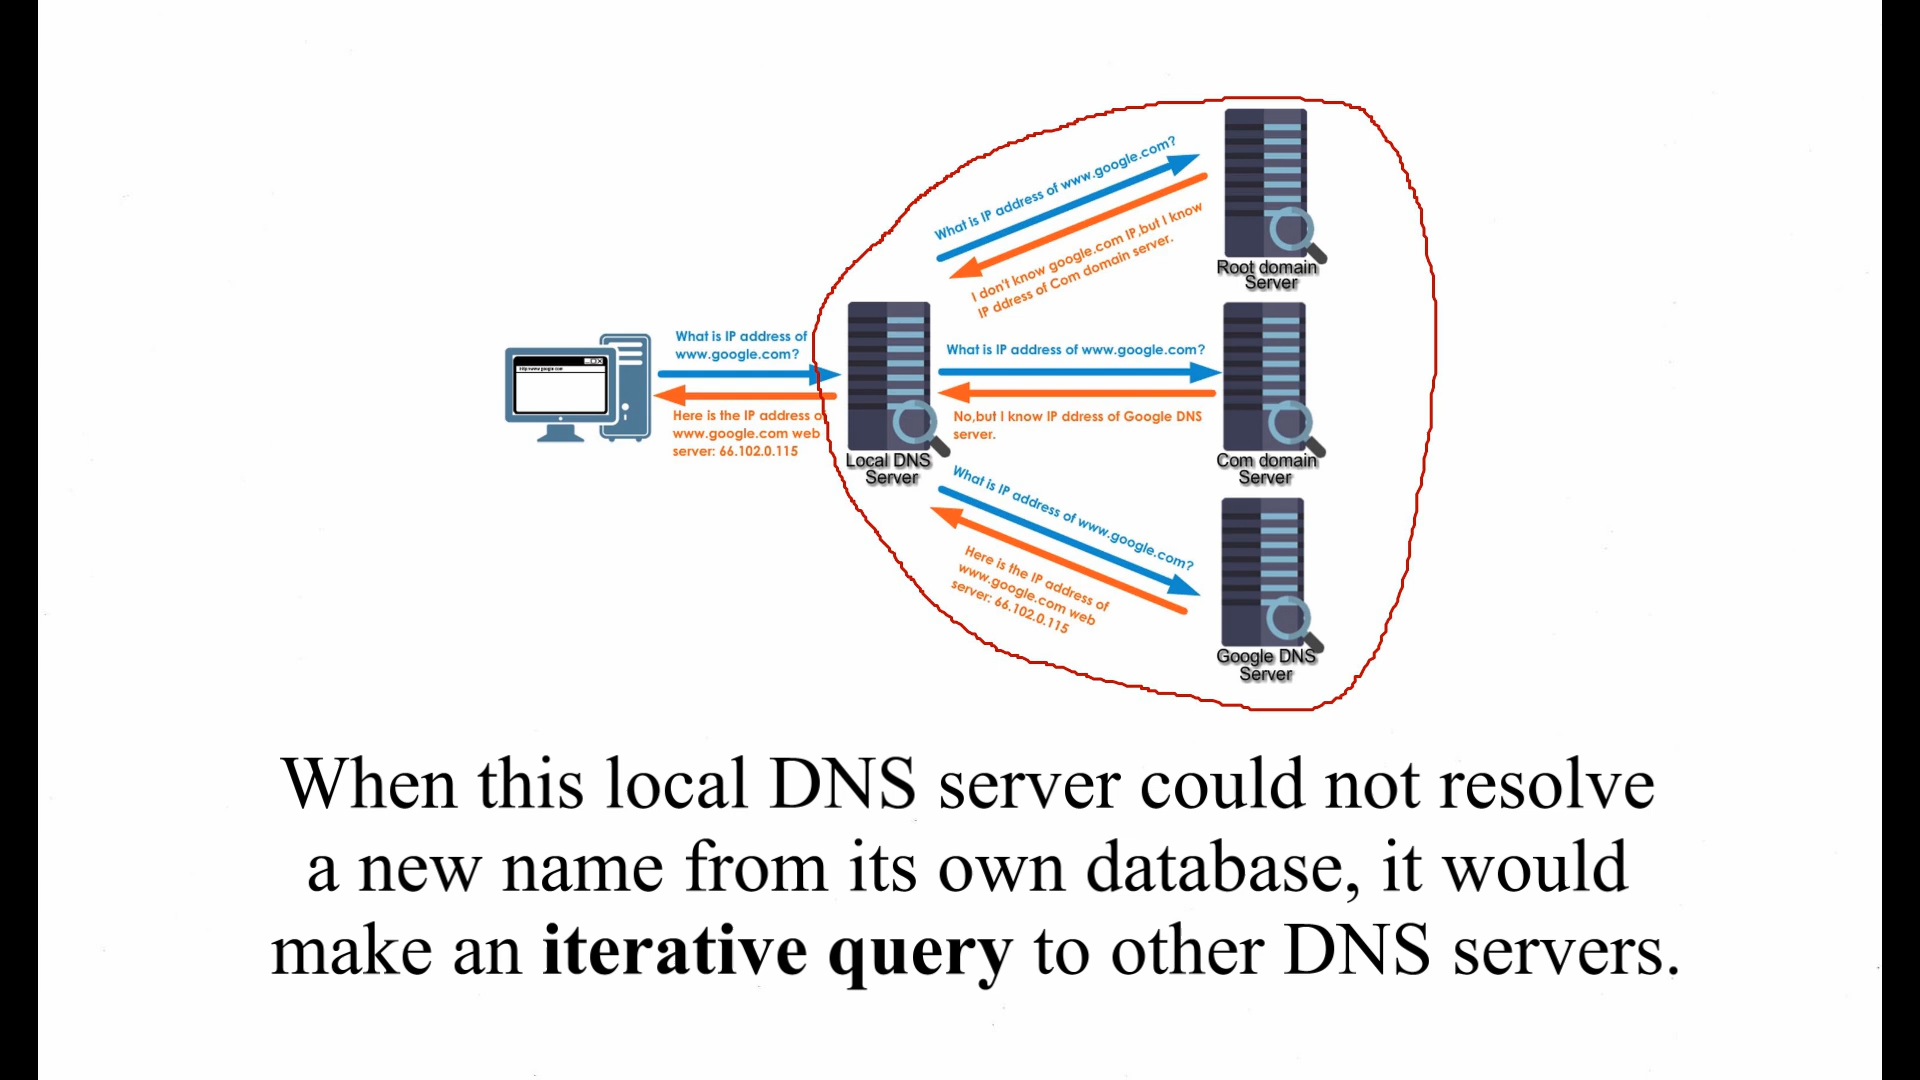 What is IP address of www.google.com?
I don't know google.com IP,but I know
IP ddress of Com domain server.
Root domain
Server
What is IP address of
www.google.com?
Here is the IP address o
www.google.com web
server: 66.102.0.115
Local DNS
Server
What is IP address of www.google.com?
No,but I know IP ddress of Google DNS
server.
Com domain
Server
What is IP address of www.google.com?
Here is the IP address of
www.google.com web
server: 66.102.0.115
Google DNS
Server
When this local DNS server could not resolve
a new name from its own database, it would
make an iterative query to other DNS servers.